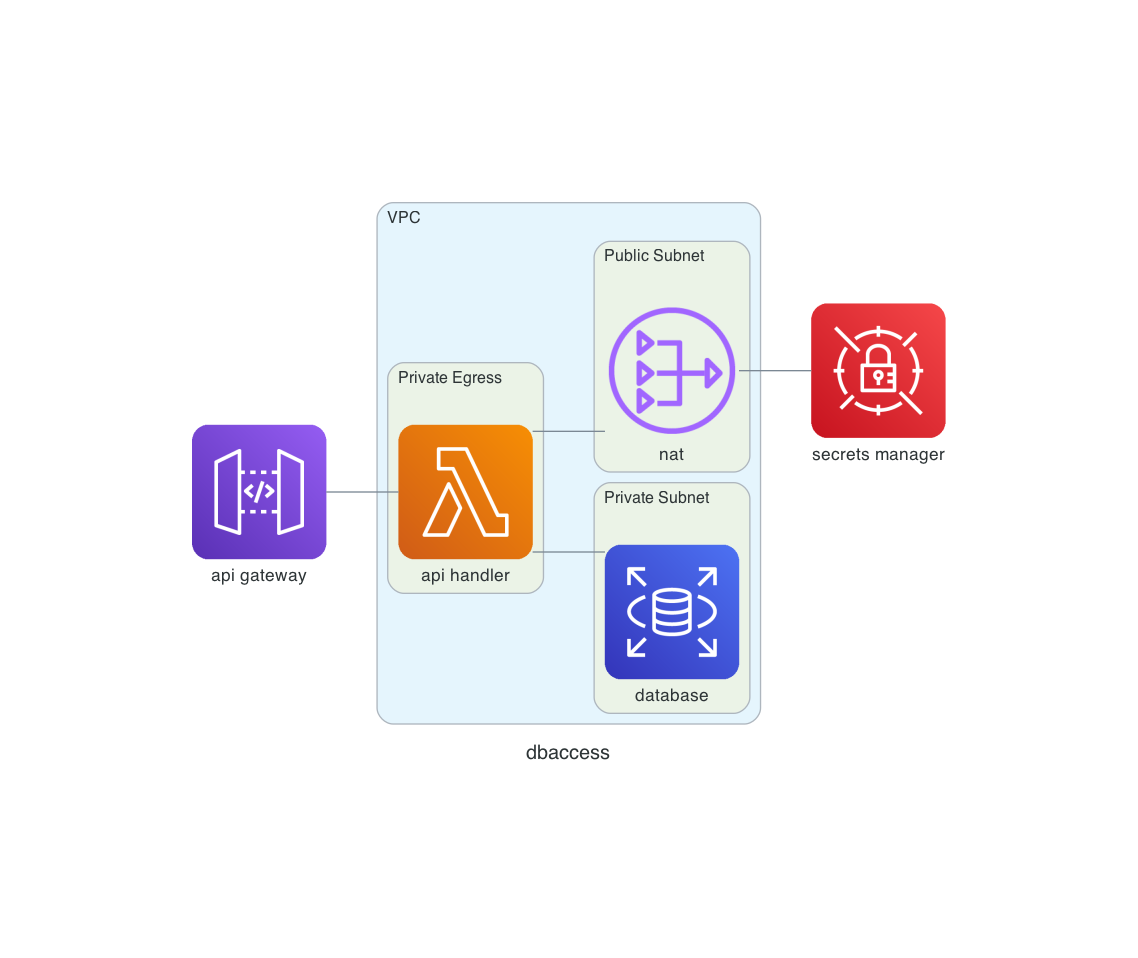 VPC
Public Subnet
Private Egress
nat
secrets manager
Private Subnet
</>
api gateway
api handler
database
dbaccess